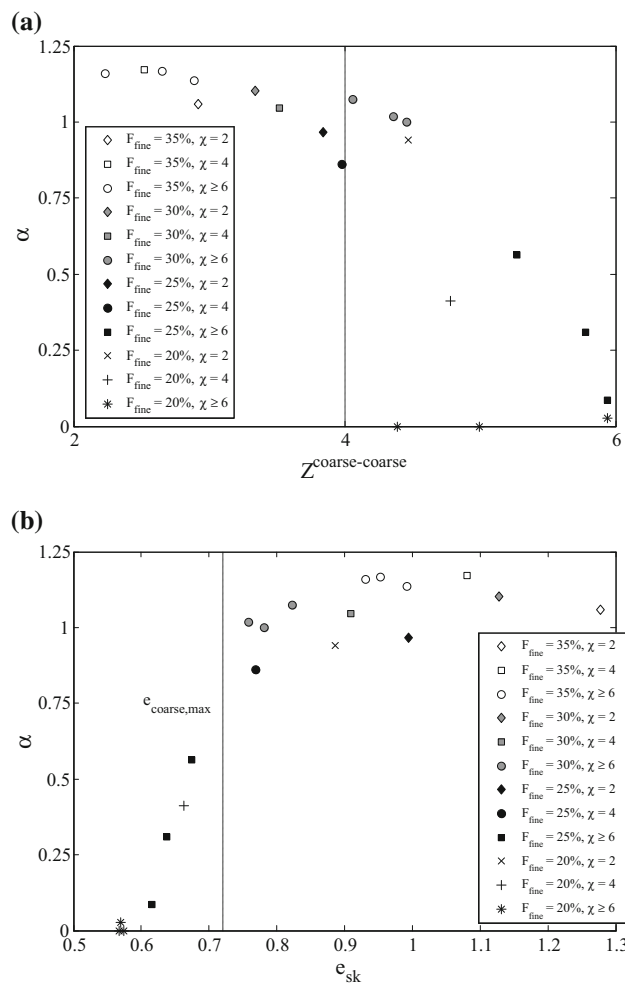 (a)
1.25
1
0.75
0.5
0.25
0
α
F_fine = 35%, χ = 2
F_fine = 35%, χ = 4
F_fine = 35%, χ ≥ 6
F_fine = 30%, χ = 2
F_fine = 30%, χ = 4
F_fine = 30%, χ ≥ 6
F_fine = 25%, χ = 2
F_fine = 25%, χ = 4
F_fine = 25%, χ ≥ 6
F_fine = 20%, χ = 2
F_fine = 20%, χ = 4
F_fine = 20%, χ ≥ 6
2 4 6
Z^coarse-coarse
(b)
1.25
1
0.75
0.5
0.25
0
α
e_coarse,max
F_fine = 35%, χ = 2
F_fine = 35%, χ = 4
F_fine = 35%, χ ≥ 6
F_fine = 30%, χ = 2
F_fine = 30%, χ = 4
F_fine = 30%, χ ≥ 6
F_fine = 25%, χ = 2
F_fine = 25%, χ = 4
F_fine = 25%, χ ≥ 6
F_fine = 20%, χ = 2
F_fine = 20%, χ = 4
F_fine = 20%, χ ≥ 6
0.5 0.6 0.7 0.8 0.9 1 1.1 1.2 1.3
e_sk